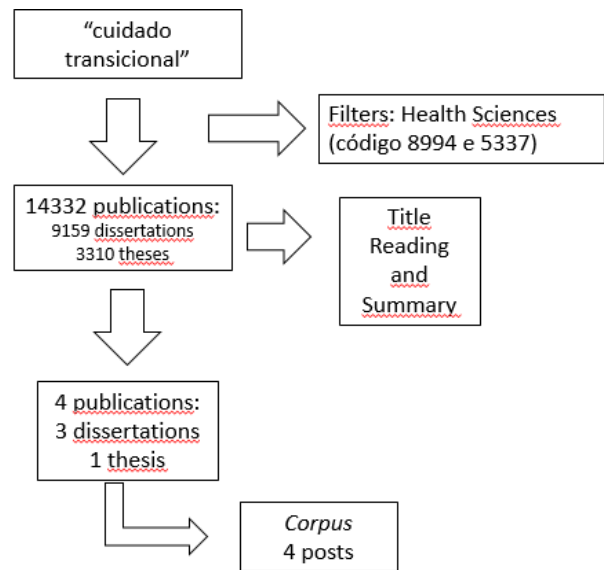 “cuidado
transicional”
Filters: Health Sciences
(código 8994 e 5337)
14332 publications:
9159 dissertations
3310 theses
Title
Reading
and
Summary
4 publications:
3 dissertations
1 thesis
Corpus
4 posts